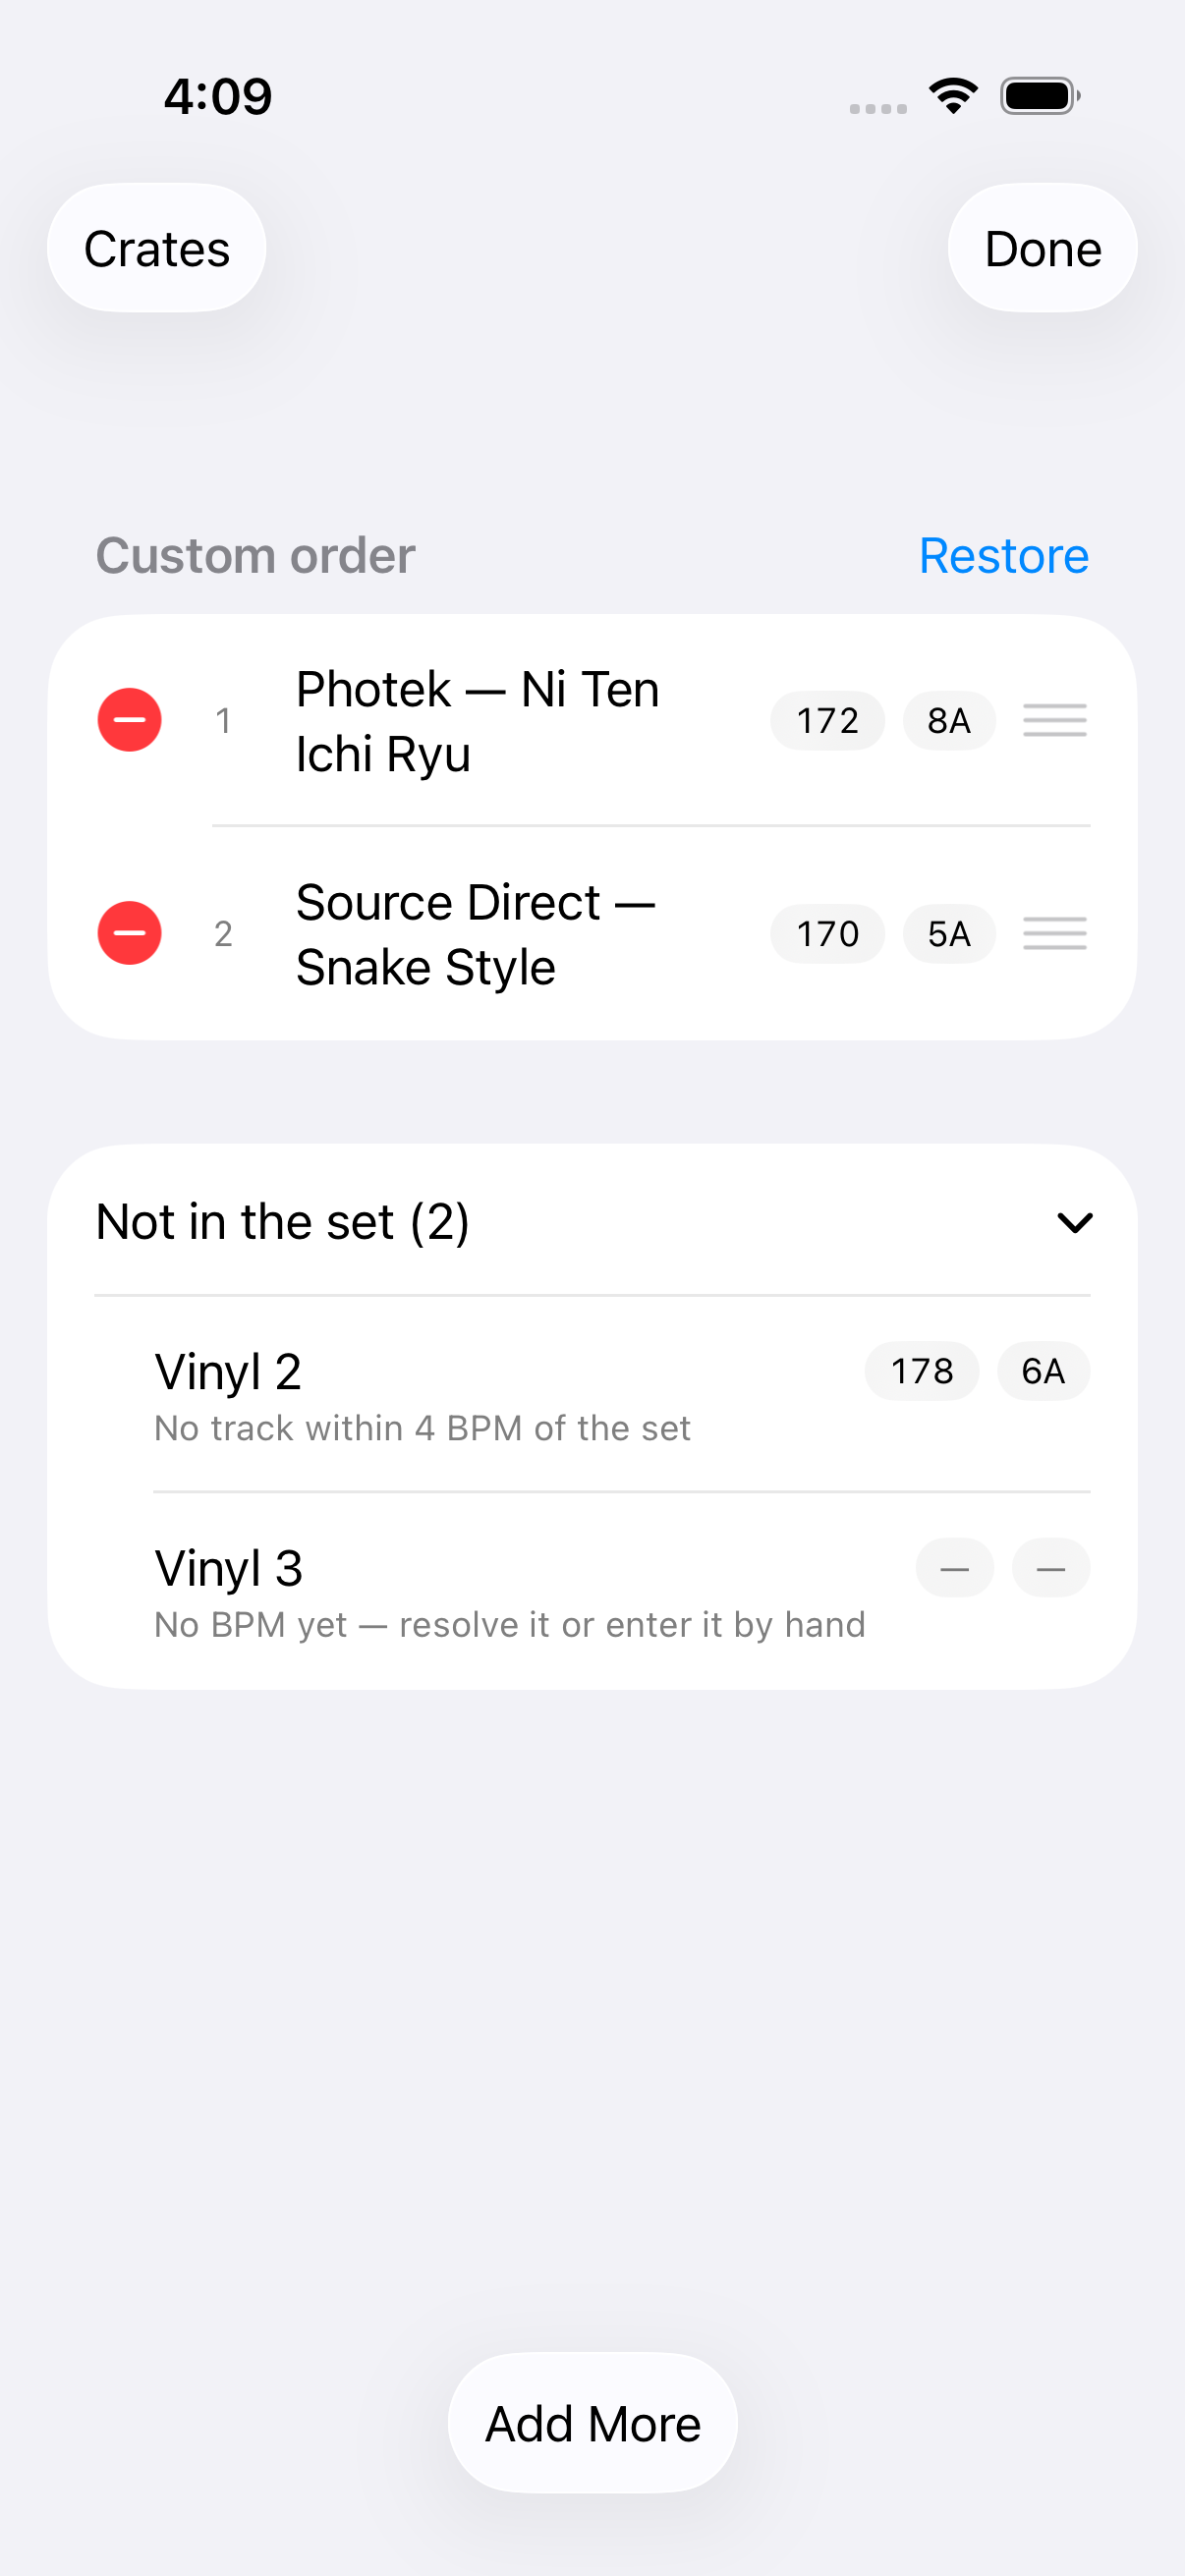 4:09
Crates
Done
Custom order
Restore
1
Photek — Ni Ten
Ichi Ryu
172
8A
2
Source Direct —
Snake Style
170
5A
Not in the set (2)
Vinyl 2
178
6A
No track within 4 BPM of the set
Vinyl 3
—
—
No BPM yet — resolve it or enter it by hand
Add More